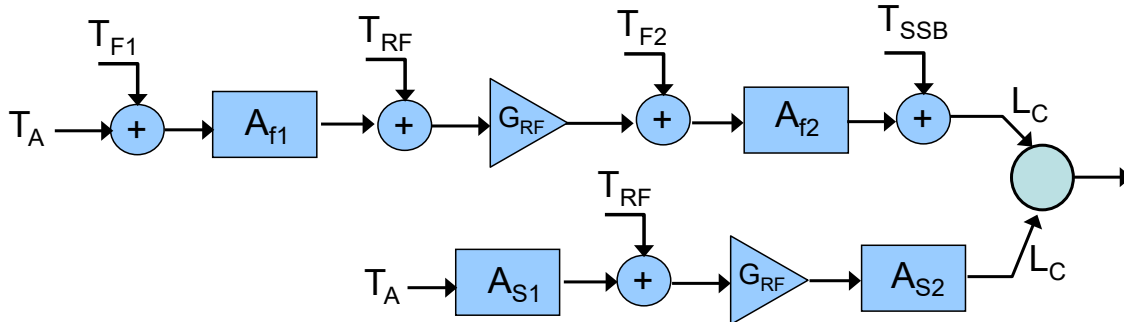 T_F1 T_RF T_F2 T_SSB
T_A + A_f1 + G_RF + A_f2 + L_C
T_RF
T_A A_S1 + G_RF A_S2 L_C